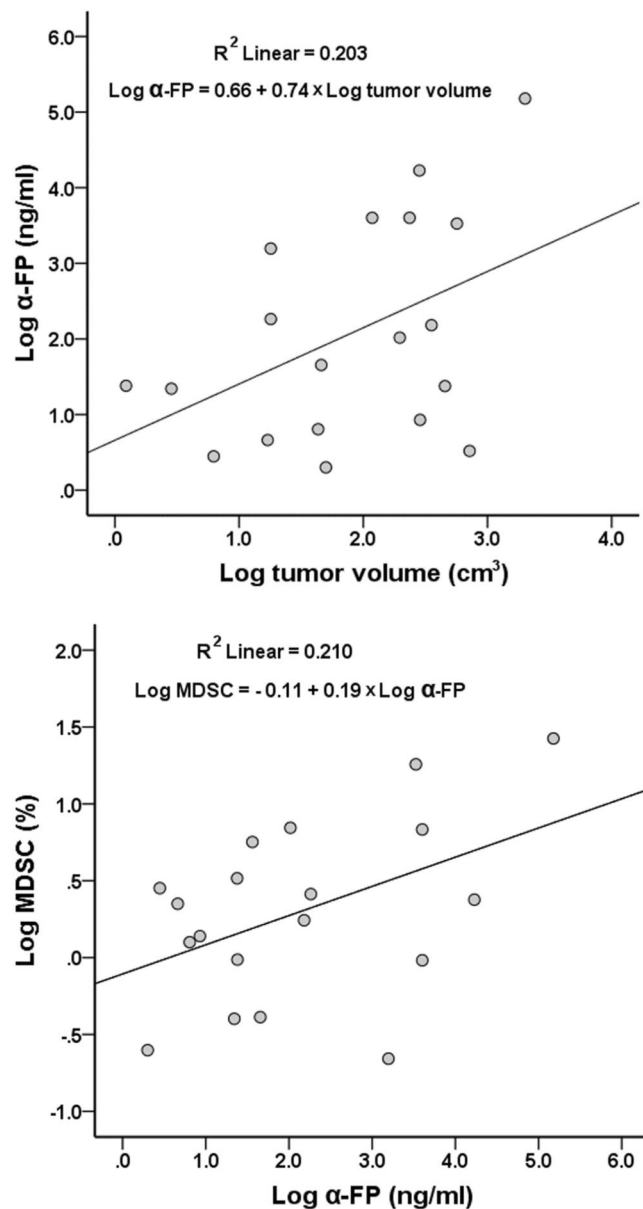 6.0
R² Linear = 0.203
Log α-FP = 0.66 + 0.74 × Log tumor volume
5.0
4.0
3.0
2.0
1.0
.0
Log α-FP (ng/ml)
.0 1.0 2.0 3.0 4.0
Log tumor volume (cm³)
2.0
R² Linear = 0.210
Log MDSC = - 0.11 + 0.19 × Log α-FP
1.5
1.0
.5
.0
-.5
-1.0
Log MDSC (%)
.0 1.0 2.0 3.0 4.0 5.0 6.0
Log α-FP (ng/ml)